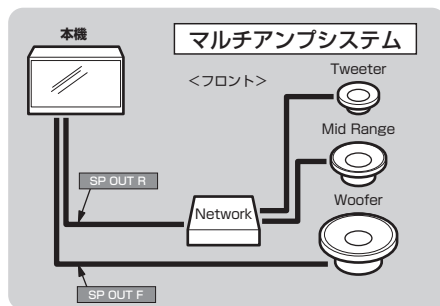 本機
マルチアンプシステム
<フロント>
Tweeter
Mid Range
SP OUT R
Network
Woofer
SP OUT F